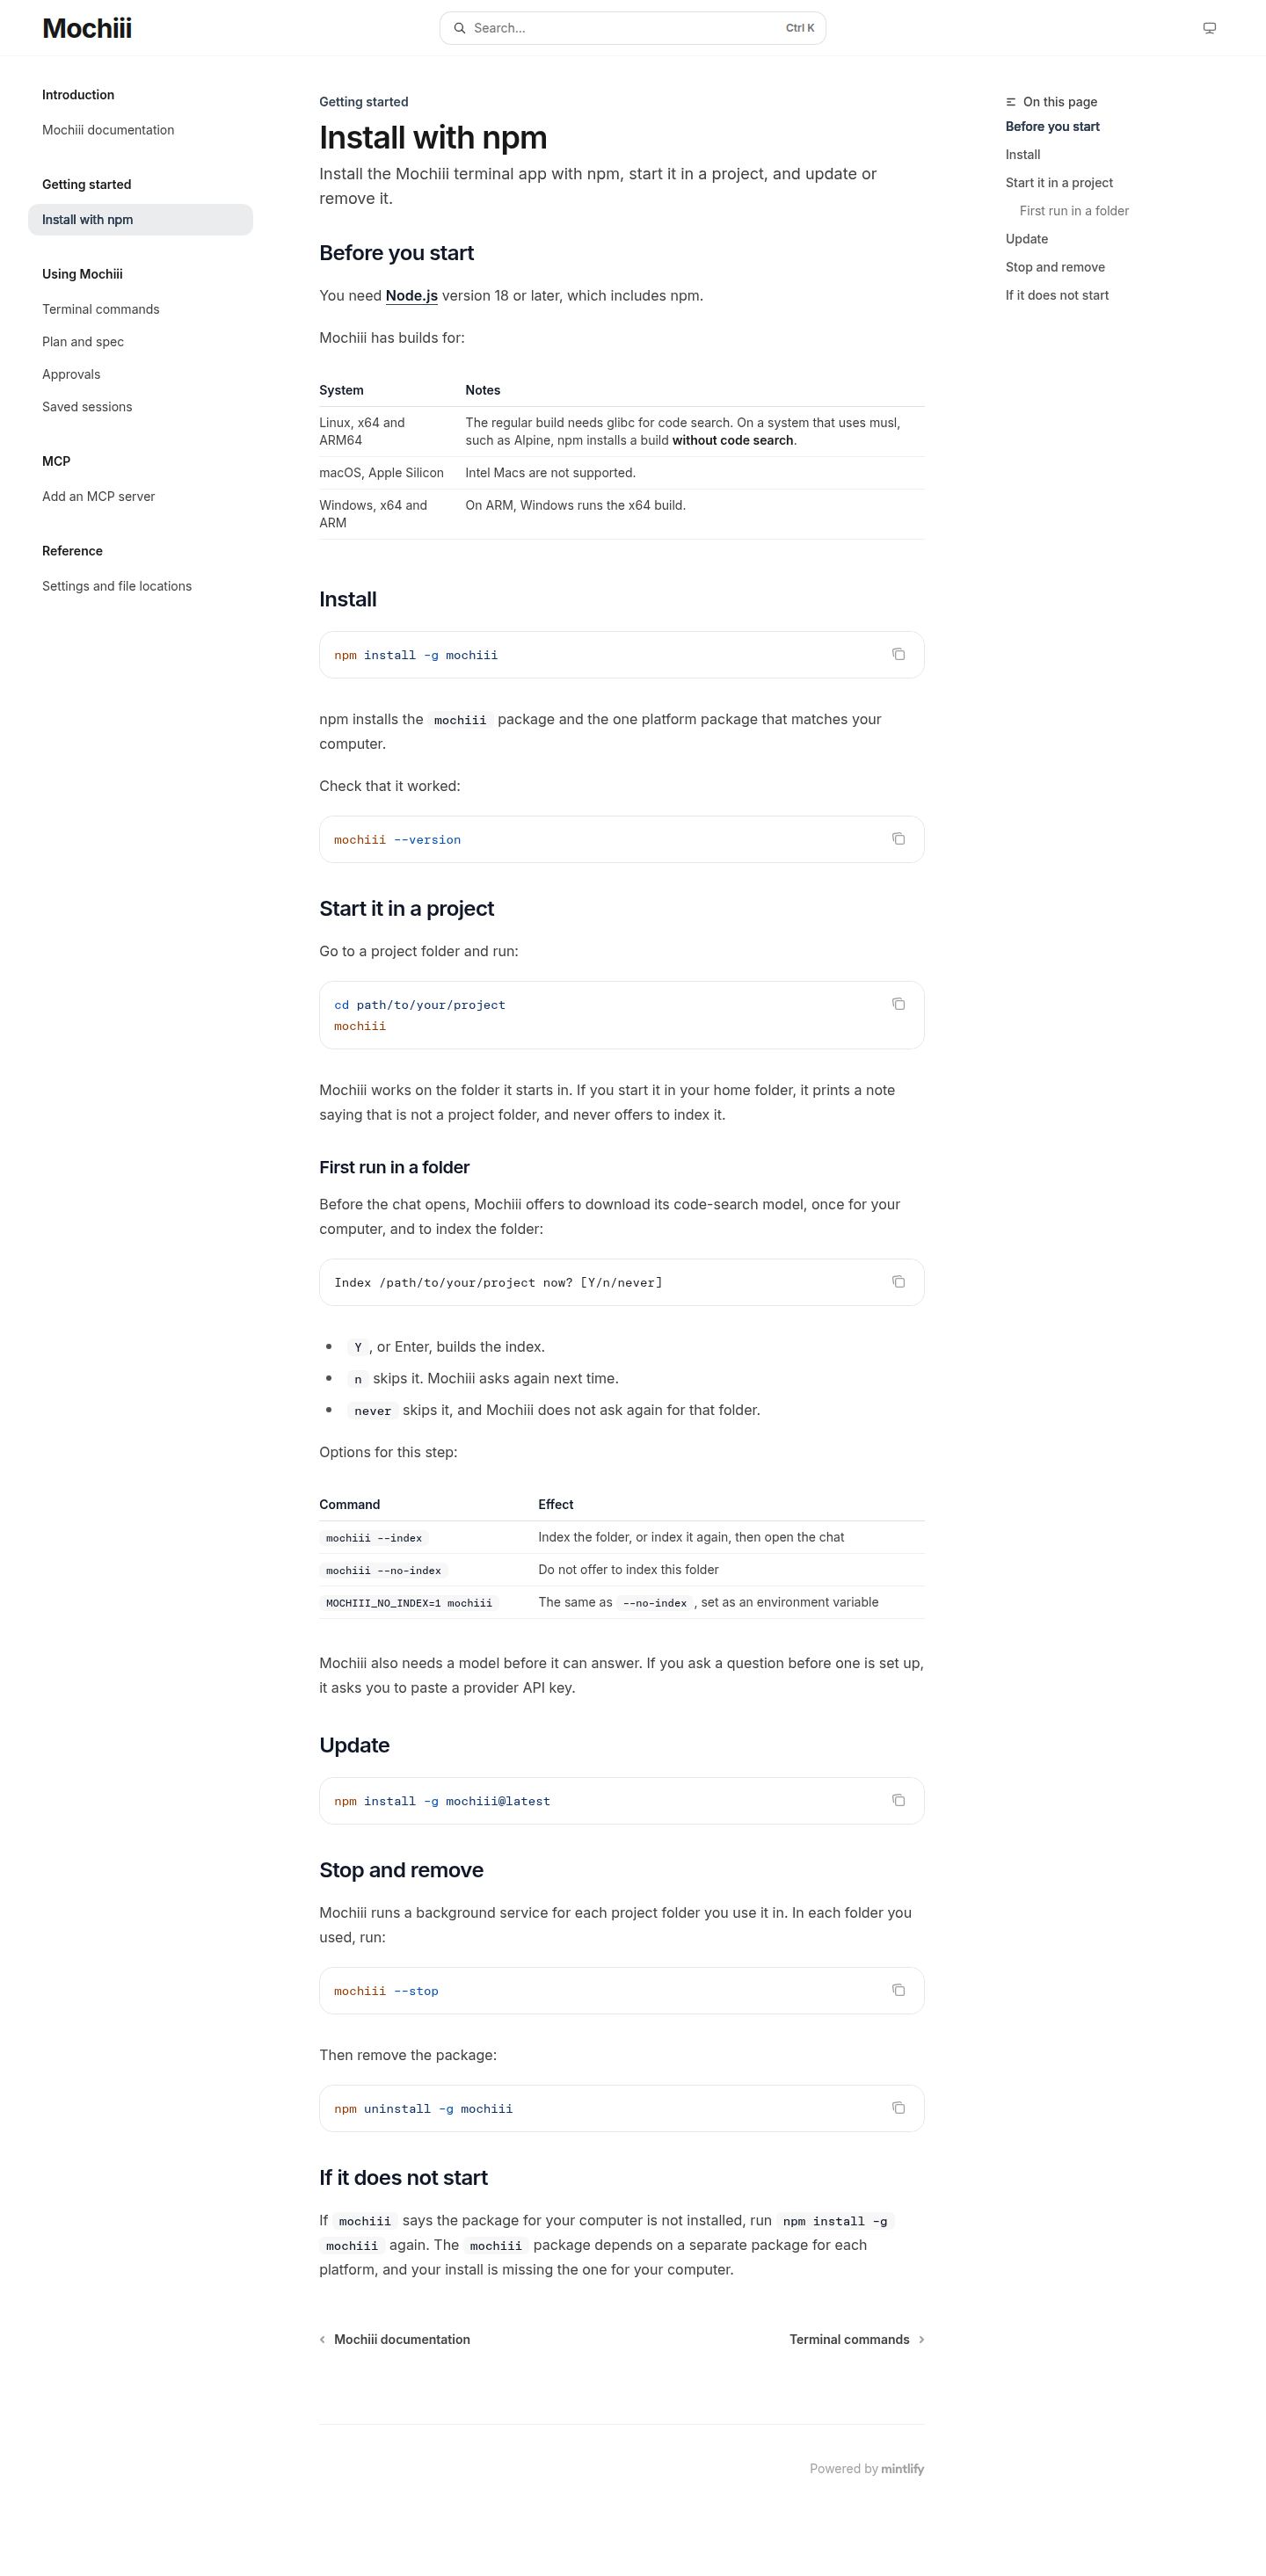 Mochiii
Search...
Ctrl K
Introduction
Mochiii documentation
Getting started
Install with npm
Using Mochiii
Terminal commands
Plan and spec
Approvals
Saved sessions
MCP
Add an MCP server
Reference
Settings and file locations
Getting started
Install with npm
Install the Mochiii terminal app with npm, start it in a project, and update or
remove it.
Before you start
You need Node.js version 18 or later, which includes npm.
Mochiii has builds for:
System Notes
Linux, x64 and
ARM64
The regular build needs glibc for code search. On a system that uses musl,
such as Alpine, npm installs a build without code search.
macOS, Apple Silicon Intel Macs are not supported.
Windows, x64 and
ARM
On ARM, Windows runs the x64 build.
Install
npm install -g mochiii
npm installs the mochiii package and the one platform package that matches your
computer.
Check that it worked:
mochiii --version
Start it in a project
Go to a project folder and run:
cd path/to/your/project
mochiii
Mochiii works on the folder it starts in. If you start it in your home folder, it prints a note
saying that is not a project folder, and never offers to index it.
First run in a folder
Before the chat opens, Mochiii offers to download its code-search model, once for your
computer, and to index the folder:
Index /path/to/your/project now? [Y/n/never]
Y, or Enter, builds the index.
n skips it. Mochiii asks again next time.
never skips it, and Mochiii does not ask again for that folder.
Options for this step:
Command Effect
mochiii --index Index the folder, or index it again, then open the chat
mochiii --no-index Do not offer to index this folder
MOCHIII_NO_INDEX=1 mochiii The same as --no-index, set as an environment variable
Mochiii also needs a model before it can answer. If you ask a question before one is set up,
it asks you to paste a provider API key.
Update
npm install -g mochiii@latest
Stop and remove
Mochiii runs a background service for each project folder you use it in. In each folder you
used, run:
mochiii --stop
Then remove the package:
npm uninstall -g mochiii
If it does not start
If mochiii says the package for your computer is not installed, run npm install -g
mochiii again. The mochiii package depends on a separate package for each
platform, and your install is missing the one for your computer.
Mochiii documentation
Terminal commands
Powered by mintlify
On this page
Before you start
Install
Start it in a project
First run in a folder
Update
Stop and remove
If it does not start